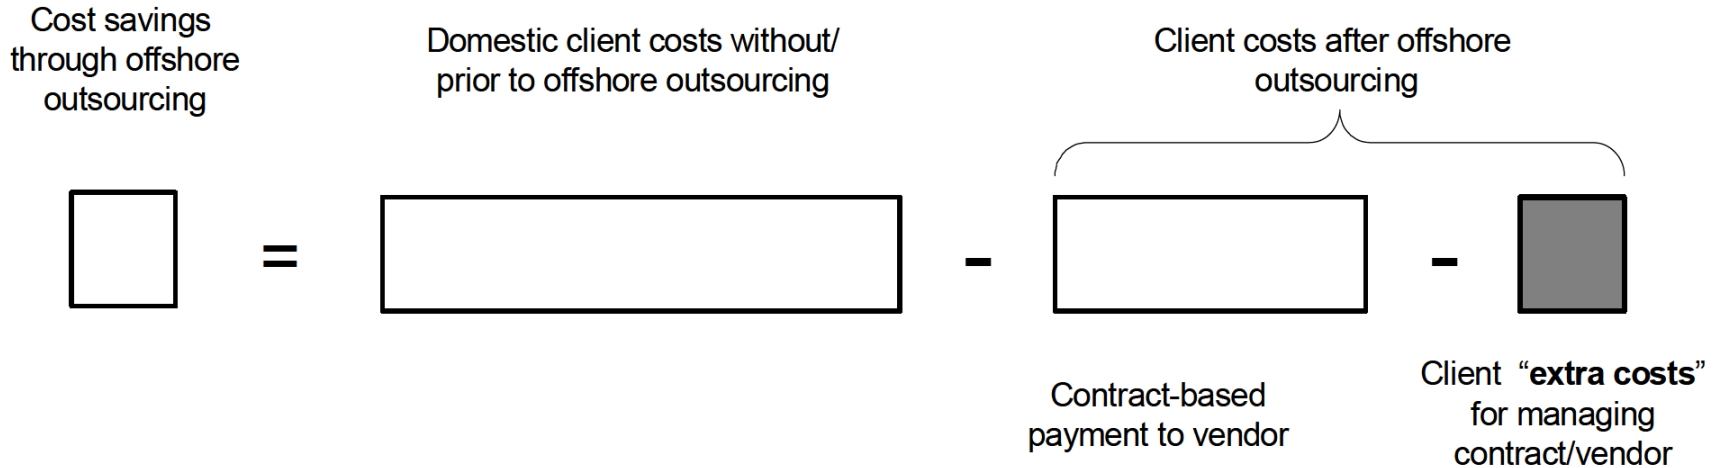 Cost savings
through offshore
outsourcing
Domestic client costs without/
prior to offshore outsourcing
Client costs after offshore
outsourcing
=
-
-
Contract-based
payment to vendor
Client “extra costs”
for managing
contract/vendor